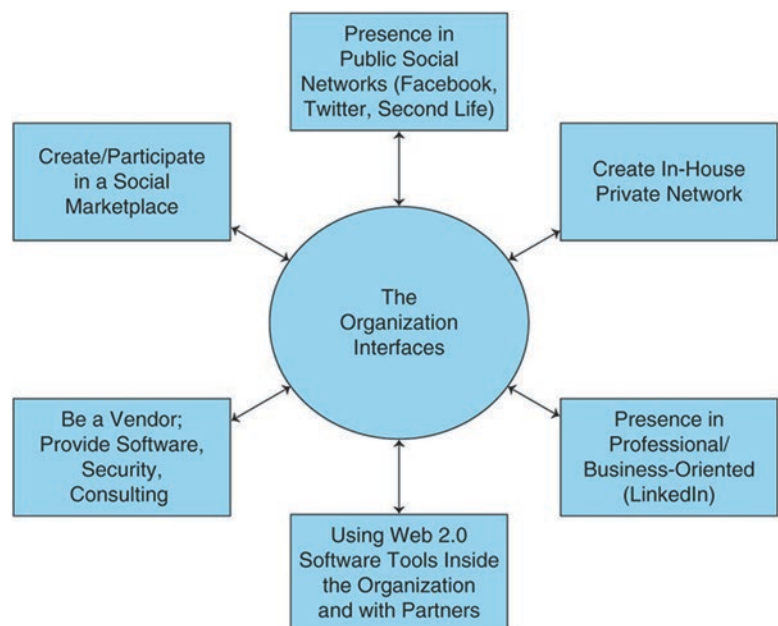 Presence in
Public Social
Networks (Facebook,
Twitter, Second Life)
Create/Participate
in a Social
Marketplace
Create In-House
Private Network
The
Organization
Interfaces
Be a Vendor;
Provide Software,
Security,
Consulting
Presence in
Professional/
Business-Oriented
(LinkedIn)
Using Web 2.0
Software Tools Inside
the Organization
and with Partners